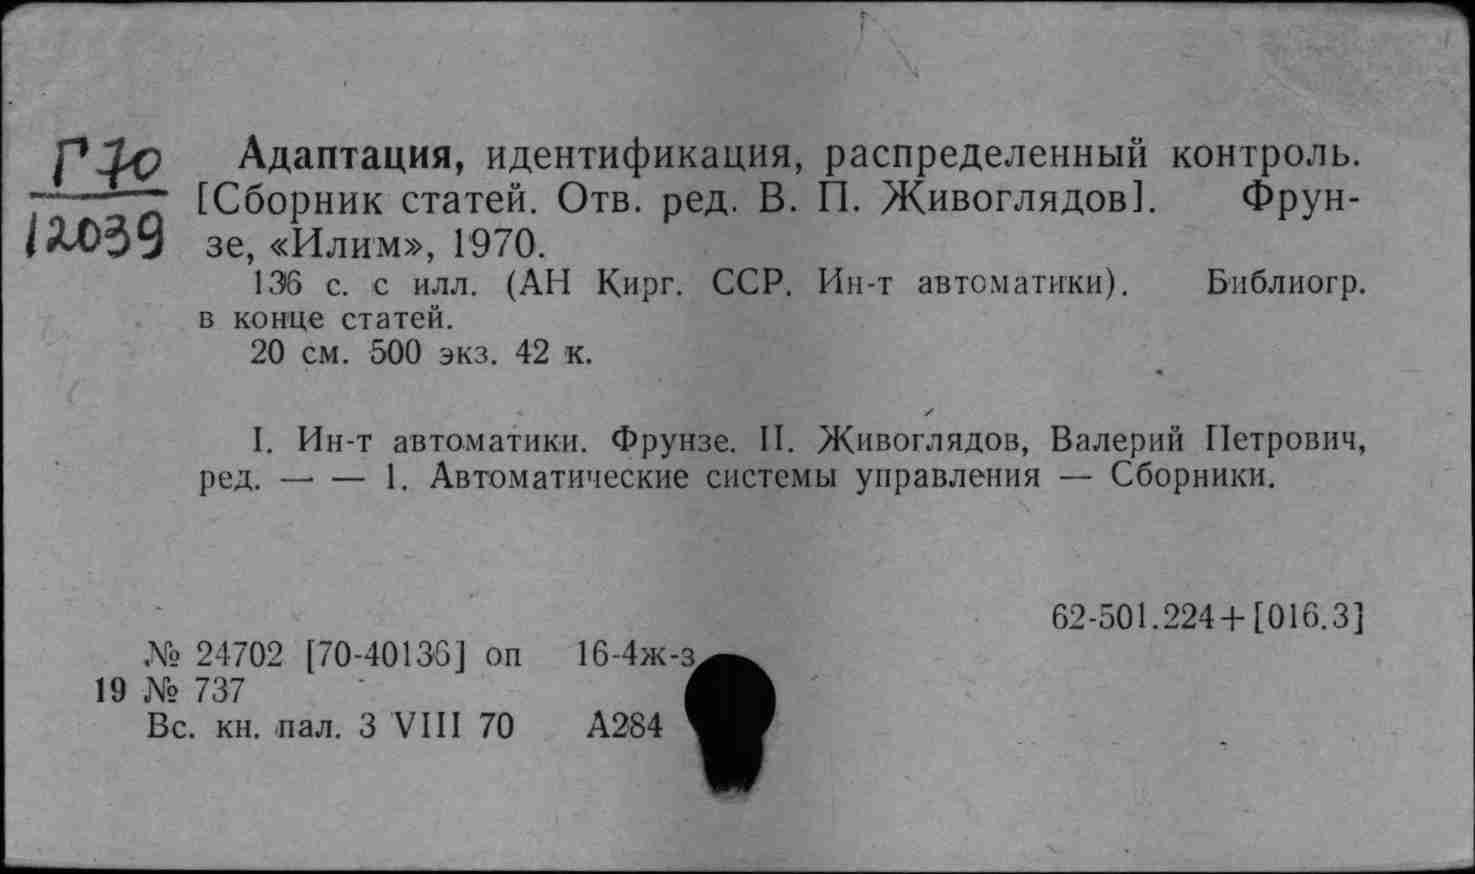 Г70
12039
Адаптация, идентификация, распределенный контроль.
[Сборник статей. Отв. ред. В. П. Живоглядов]. Фрун-
зе, «Илим», 1970.
136 с. с илл. (АН Кирг. ССР. Ин-т автоматики). Библиогр.
в конце статей.
20 см. 500 экз. 42 к.
I. Ин-т автоматики. Фрунзе. II. Живоглядов, Валерий Петрович,
ред. — — 1. Автоматические системы управления — Сборники.
62-501.224+[016.3]
№ 24702 [70-40136] оп 16-4ж-з
19 № 737
Вс. кн. пал. 3 VIII 70 А284